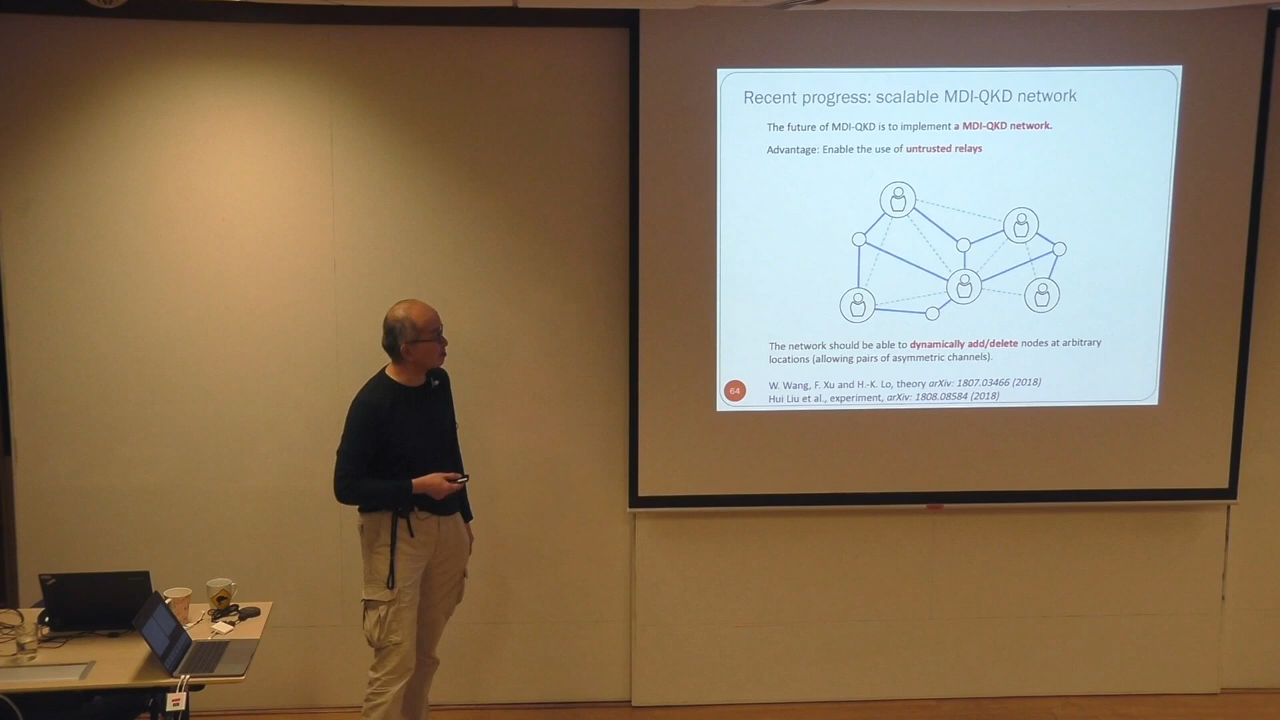 Recent progress: scalable MDI-QKD network
The future of MDI-QKD is to implement a MDI-QKD network.
Advantage: Enable the use of untrusted relays
The network should be able to dynamically add/delete nodes at arbitrary
locations (allowing pairs of asymmetric channels).
64
W. Wang, F. Xu and H.-K. Lo, theory arXiv: 1807.03466 (2018)
Hui Liu et al., experiment, arXiv: 1808.08584 (2018)